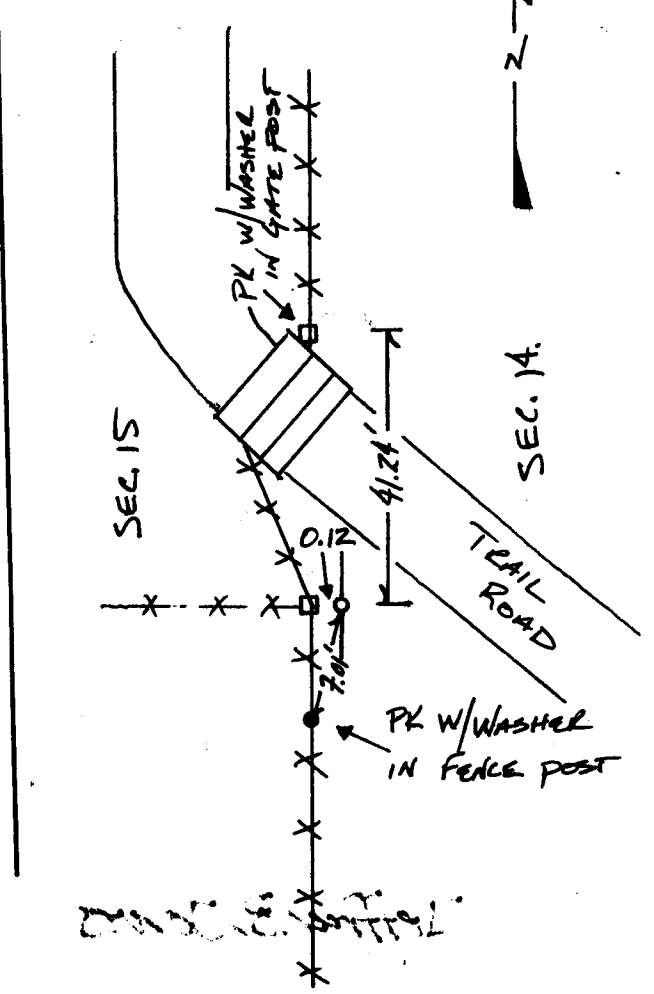 PK W/WASHER
IN GATE POST
SEC. 15
SEC. 14.
41.24'
0.12
7.01'
TRAIL
ROAD
PK W/WASHER
IN FENCE POST